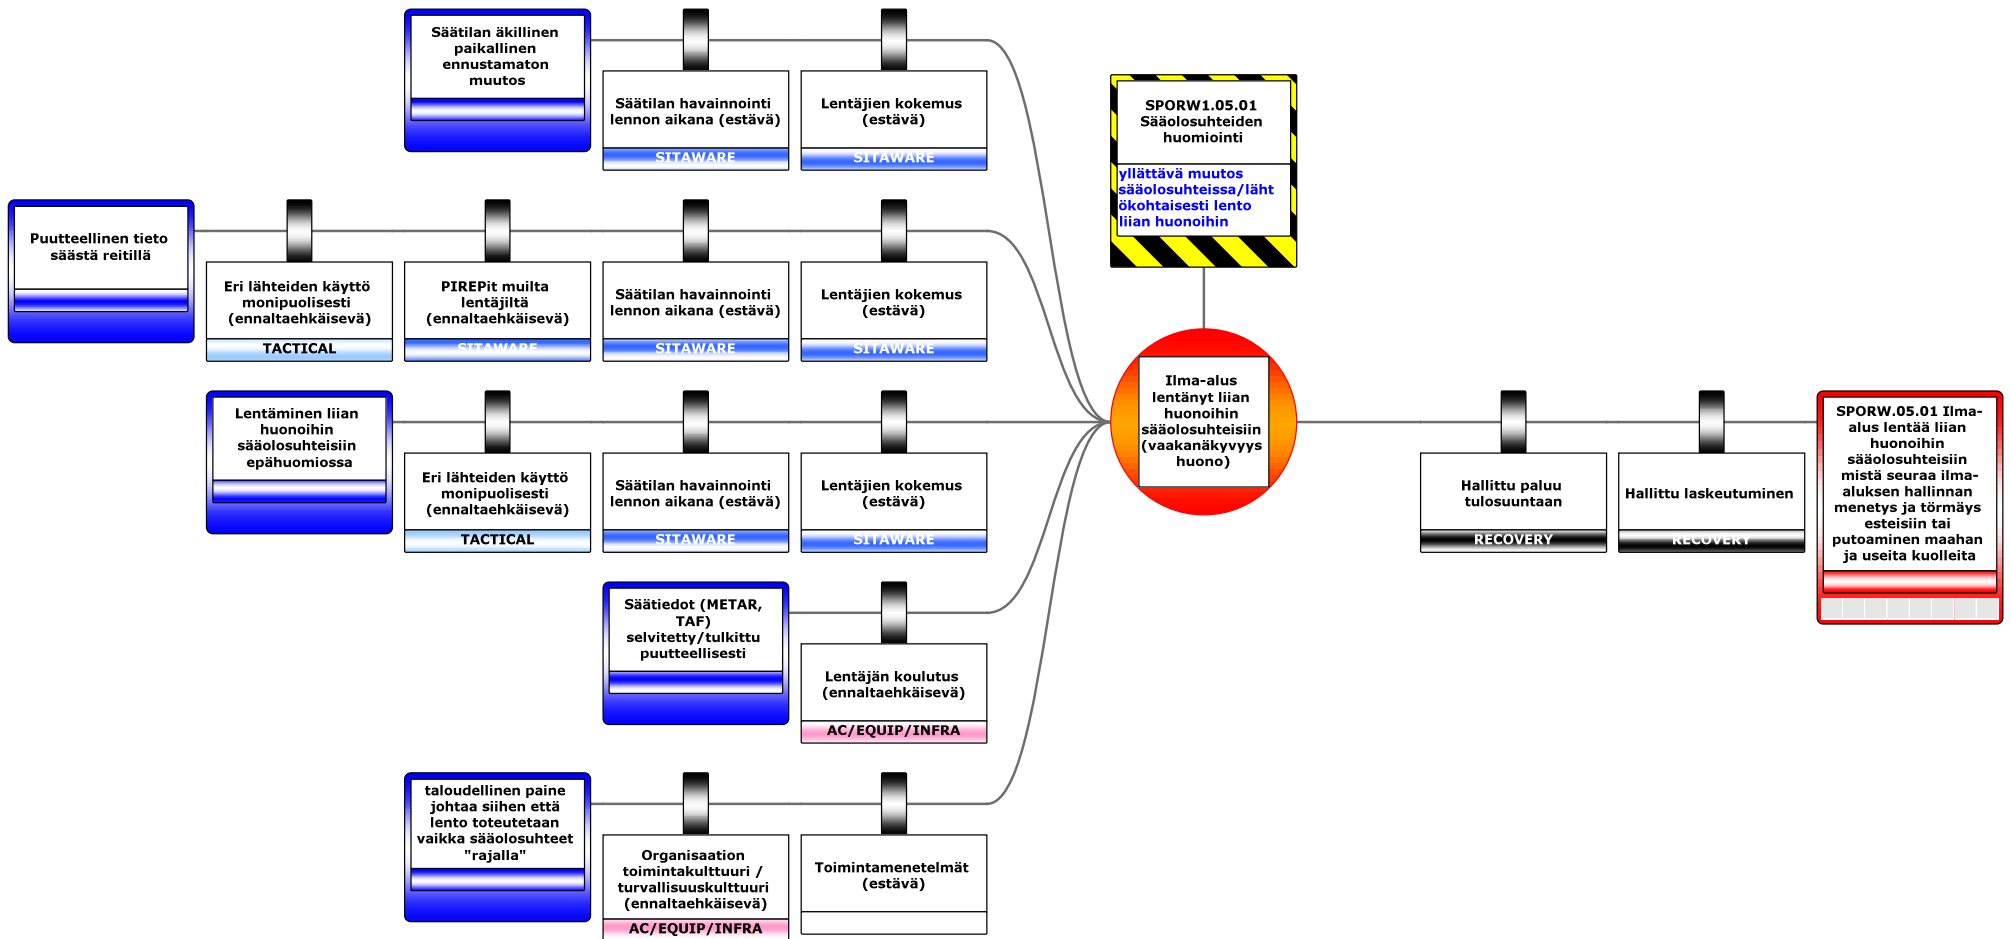 Säätilan äkillinen
paikallinen
ennustamaton
muutos
Säätilan havainnointi
lennon aikana (estävä)
SITAWARE
Lentäjien kokemus
(estävä)
SITAWARE
SPORW1.05.01
Sääolosuhteiden
huomiointi
yllättävä muutos
sääolosuhteissa/läht
ökohtaisesti lento
liian huonoihin
Puutteellinen tieto
säästä reitillä
Eri lähteiden käyttö
monipuolisesti
(ennaltaehkäisevä)
TACTICAL
PIREPit muilta
lentäjiltä
(ennaltaehkäisevä)
SITAWARE
Säätilan havainnointi
lennon aikana (estävä)
SITAWARE
Lentäjien kokemus
(estävä)
SITAWARE
Lentäminen liian
huonoihin
sääolosuhteisiin
epähuomiossa
Eri lähteiden käyttö
monipuolisesti
(ennaltaehkäisevä)
TACTICAL
Säätilan havainnointi
lennon aikana (estävä)
SITAWARE
Lentäjien kokemus
(estävä)
SITAWARE
Ilma-alus
lentänyt liian
huonoihin
sääolosuhteisiin
(vaakanäkyvyys
huono)
Hallittu paluu
tulosuuntaan
RECOVERY
Hallittu laskeutuminen
RECOVERY
SPORW.05.01 Ilma-
alus lentää liian
huonoihin
sääolosuhteisiin
mistä seuraa ilma-
aluksen hallinnan
menetys ja törmäys
esteisiin tai
putoaminen maahan
ja useita kuolleita
Säätiedot (METAR,
TAF)
selvitetty/tulkittu
puutteellisesti
Lentäjän koulutus
(ennaltaehkäisevä)
AC/EQUIP/INFRA
taloudellinen paine
johtaa siihen että
lento toteutetaan
vaikka sääolosuhteet
"rajalla"
Organisaation
toimintakulttuuri /
turvallisuuskulttuuri
(ennaltaehkäisevä)
AC/EQUIP/INFRA
Toimintamenetelmät
(estävä)